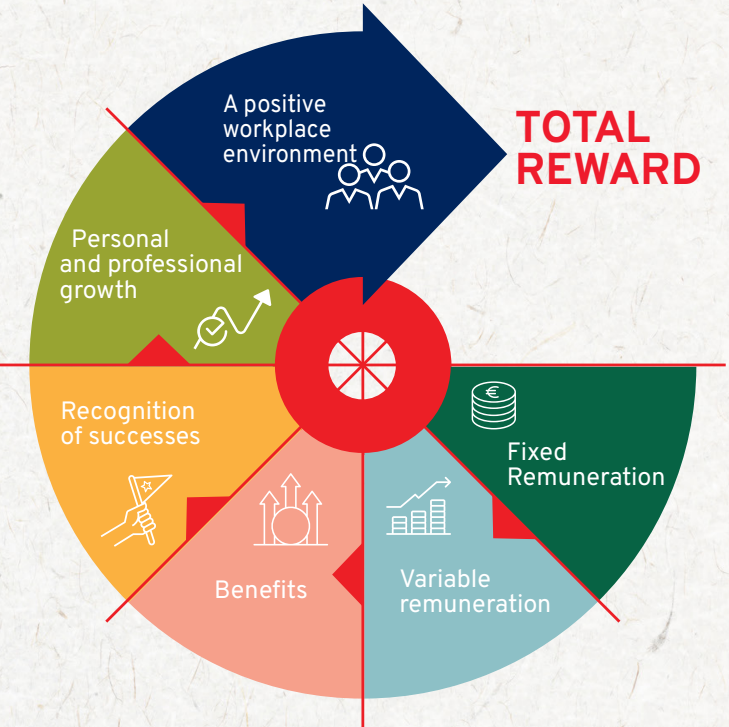 A positive
workplace
environment
TOTAL
REWARD
Personal
and professional
growth
Recognition
of successes
€
Fixed
Remuneration
Benefits
Variable
remuneration